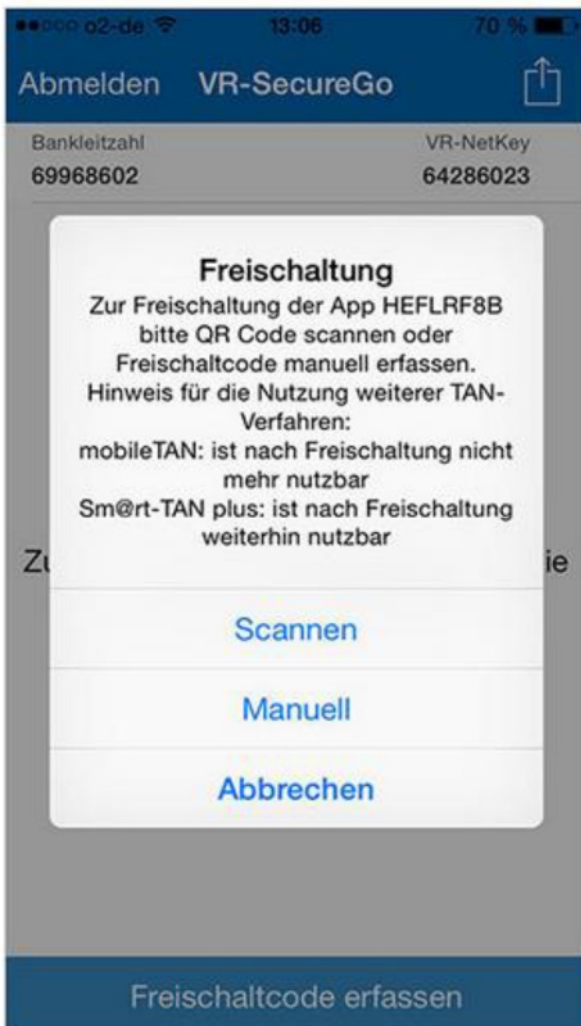 o2-de 13:06 70 %
Abmelden VR-SecureGo
Bankleitzahl VR-NetKey
69968602 64286023
Freischaltung
Zur Freischaltung der App HEFLRF8B
bitte QR Code scannen oder
Freischaltcode manuell erfassen.
Hinweis für die Nutzung weiterer TAN-
Verfahren:
mobileTAN: ist nach Freischaltung nicht
mehr nutzbar
Sm@rt-TAN plus: ist nach Freischaltung
weiterhin nutzbar
Scannen
Manuell
Abbrechen
Freischaltcode erfassen